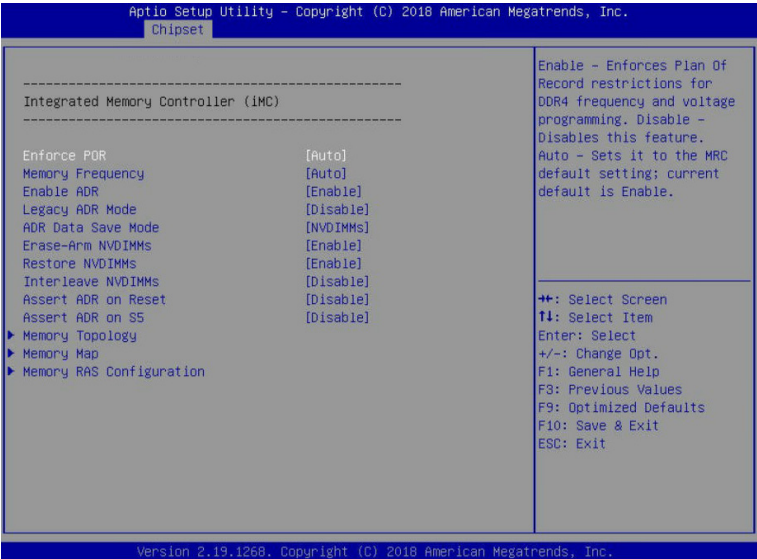 Aptio Setup Utility – Copyright (C) 2018 American Megatrends, Inc.
Chipset
--------------------------------------------------
Integrated Memory Controller (iMC)
--------------------------------------------------
Enforce POR [Auto]
Memory Frequency [Auto]
Enable ADR [Enable]
Legacy ADR Mode [Disable]
ADR Data Save Mode [NVDIMMs]
Erase-Arm NVDIMMs [Enable]
Restore NVDIMMs [Enable]
Interleave NVDIMMs [Disable]
Assert ADR on Reset [Disable]
Assert ADR on S5 [Disable]
Memory Topology
Memory Map
Memory RAS Configuration
Enable – Enforces Plan Of
Record restrictions for
DDR4 frequency and voltage
programming. Disable –
Disables this feature.
Auto – Sets it to the MRC
default setting; current
default is Enable.
→←: Select Screen
↑↓: Select Item
Enter: Select
+/-: Change Opt.
F1: General Help
F3: Previous Values
F9: Optimized Defaults
F10: Save & Exit
ESC: Exit
Version 2.19.1268. Copyright (C) 2018 American Megatrends, Inc.